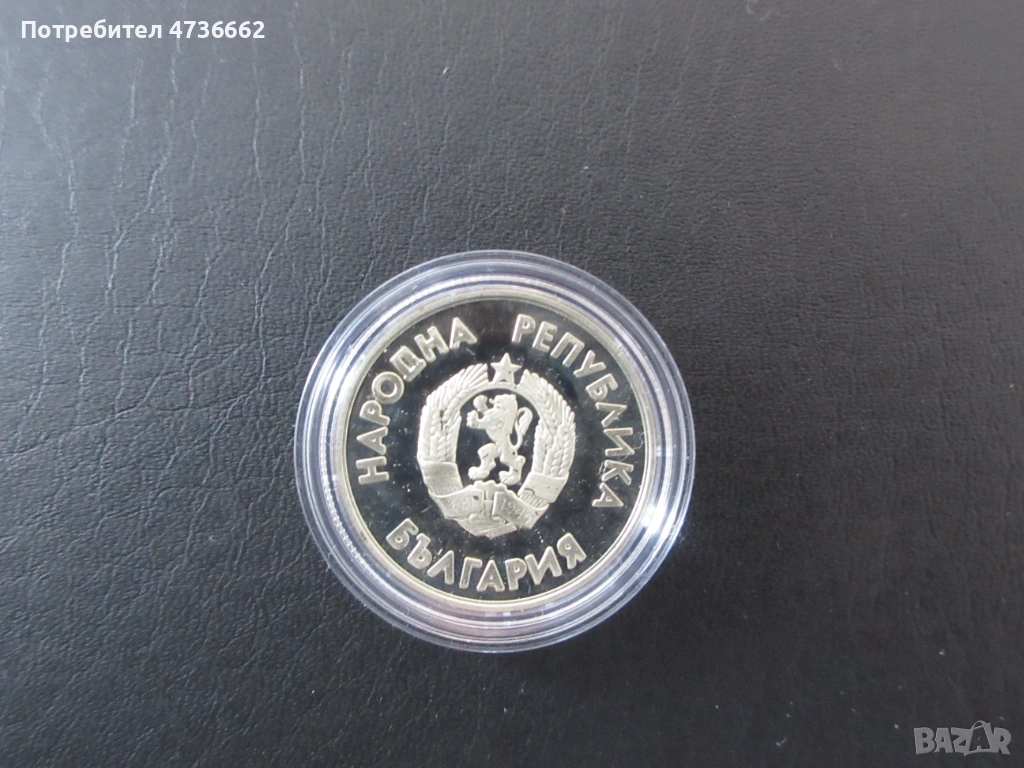 Потребител 4736662
НАРОДНА РЕПУБЛИКА
БЪЛГАРИЯ
BAZAR